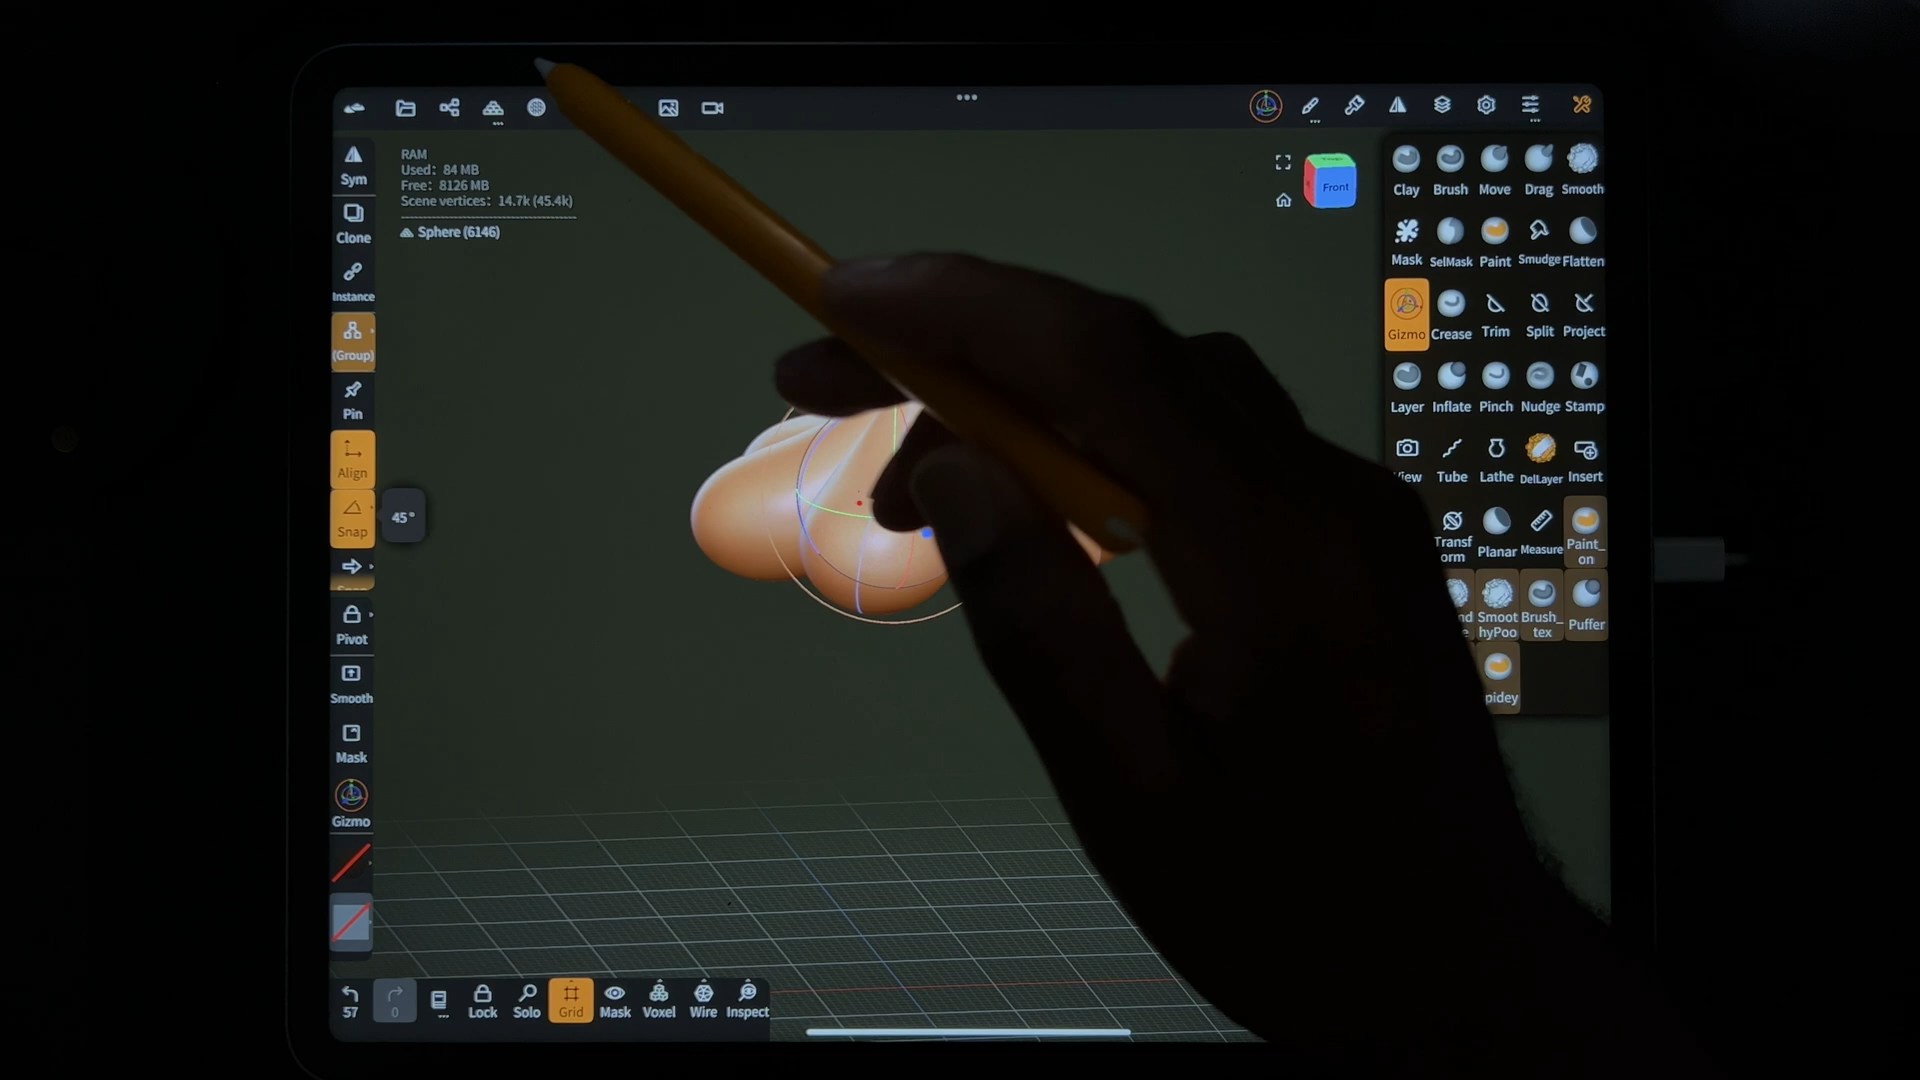 RAM
Used: 84 MB
Free: 8126 MB
Scene vertices: 14.7k (45.4k)
Sphere (6146)
Sym
Clone
Instance
(Group)
Pin
Align
Snap
45°
Pivot
Smooth
Mask
Gizmo
Front
Clay Brush Move Drag Smooth
Mask SelMask Paint Smudge Flatten
Gizmo Crease Trim Split Project
Layer Inflate Pinch Nudge Stamp
iew Tube Lathe DelLayer Insert
Transf
orm Planar Measure Paint_
on
nd
e Smoot
hyPoo Brush_
tex Puffer
pidey
57 0 Lock Solo Grid Mask Voxel Wire Inspect